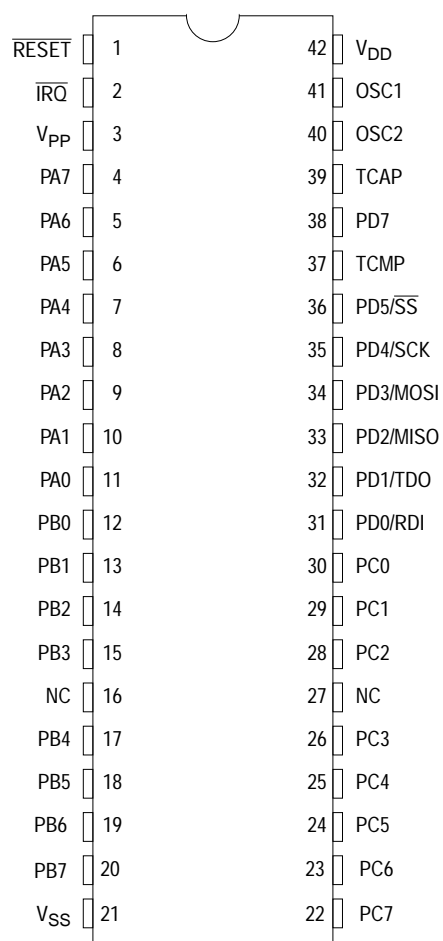 RESET 1 42 VDD
IRQ 2 41 OSC1
VPP 3 40 OSC2
PA7 4 39 TCAP
PA6 5 38 PD7
PA5 6 37 TCMP
PA4 7 36 PD5/SS
PA3 8 35 PD4/SCK
PA2 9 34 PD3/MOSI
PA1 10 33 PD2/MISO
PA0 11 32 PD1/TDO
PB0 12 31 PD0/RDI
PB1 13 30 PC0
PB2 14 29 PC1
PB3 15 28 PC2
NC 16 27 NC
PB4 17 26 PC3
PB5 18 25 PC4
PB6 19 24 PC5
PB7 20 23 PC6
VSS 21 22 PC7